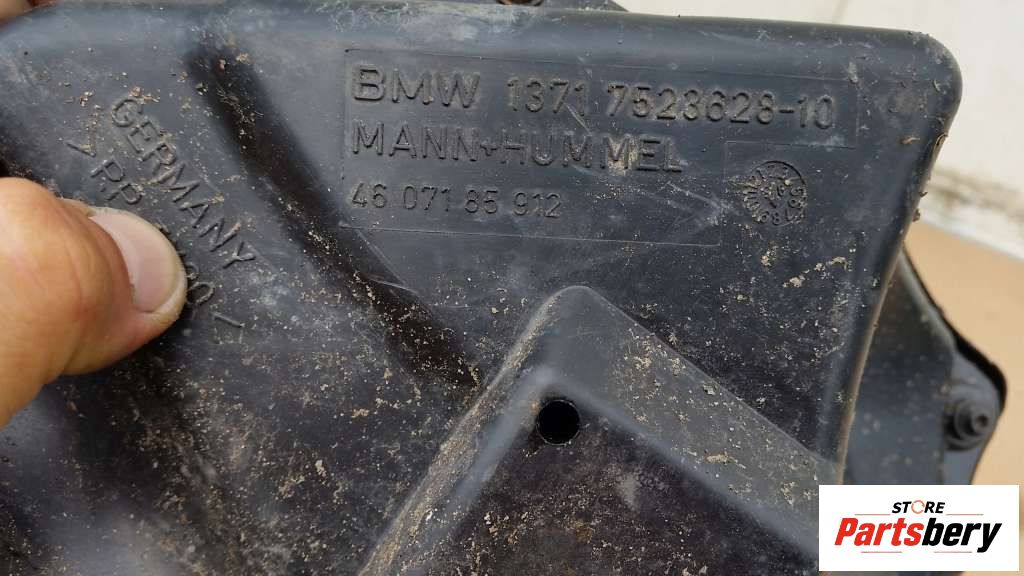 BMW 1371 7523628-10
MANN+HUMMEL
46 071 85 912
GERMANY
STORE
Partsbery